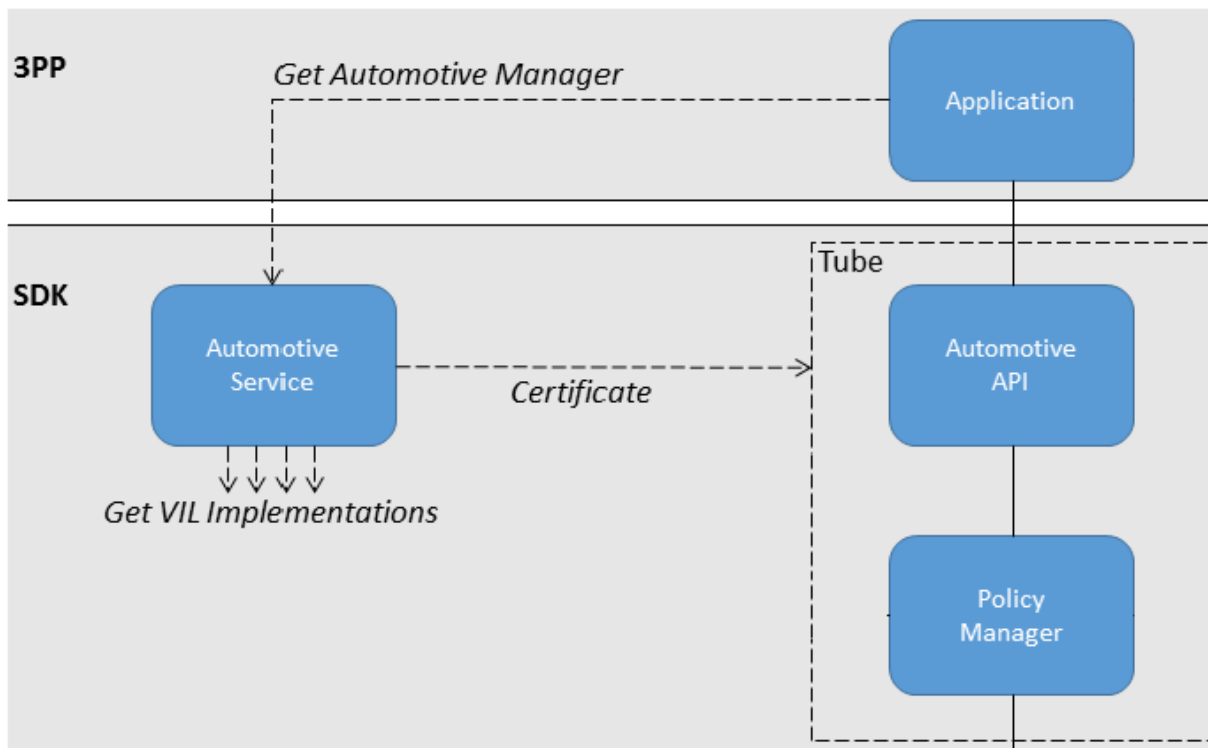 3PP
Get Automotive Manager
Application
Tube
SDK
Automotive
Service
Automotive
API
Certificate
Get VIL Implementations
Policy
Manager